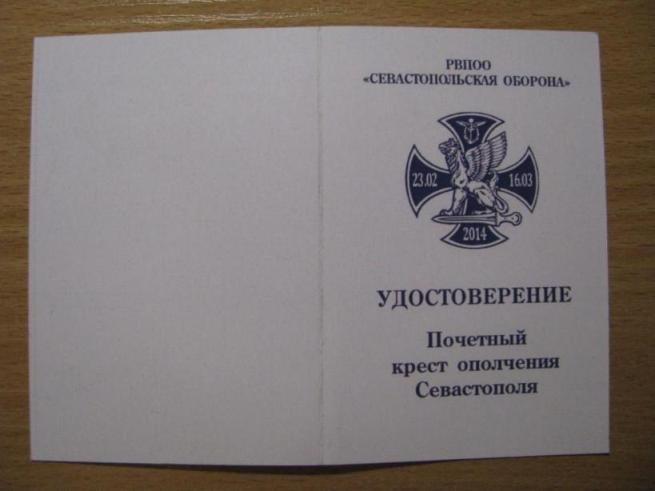 РВПОО
«СЕВАСТОПОЛЬСКАЯ ОБОРОНА»
23.02 16.03
2014
УДОСТОВЕРЕНИЕ
Почетный
крест ополчения
Севастополя